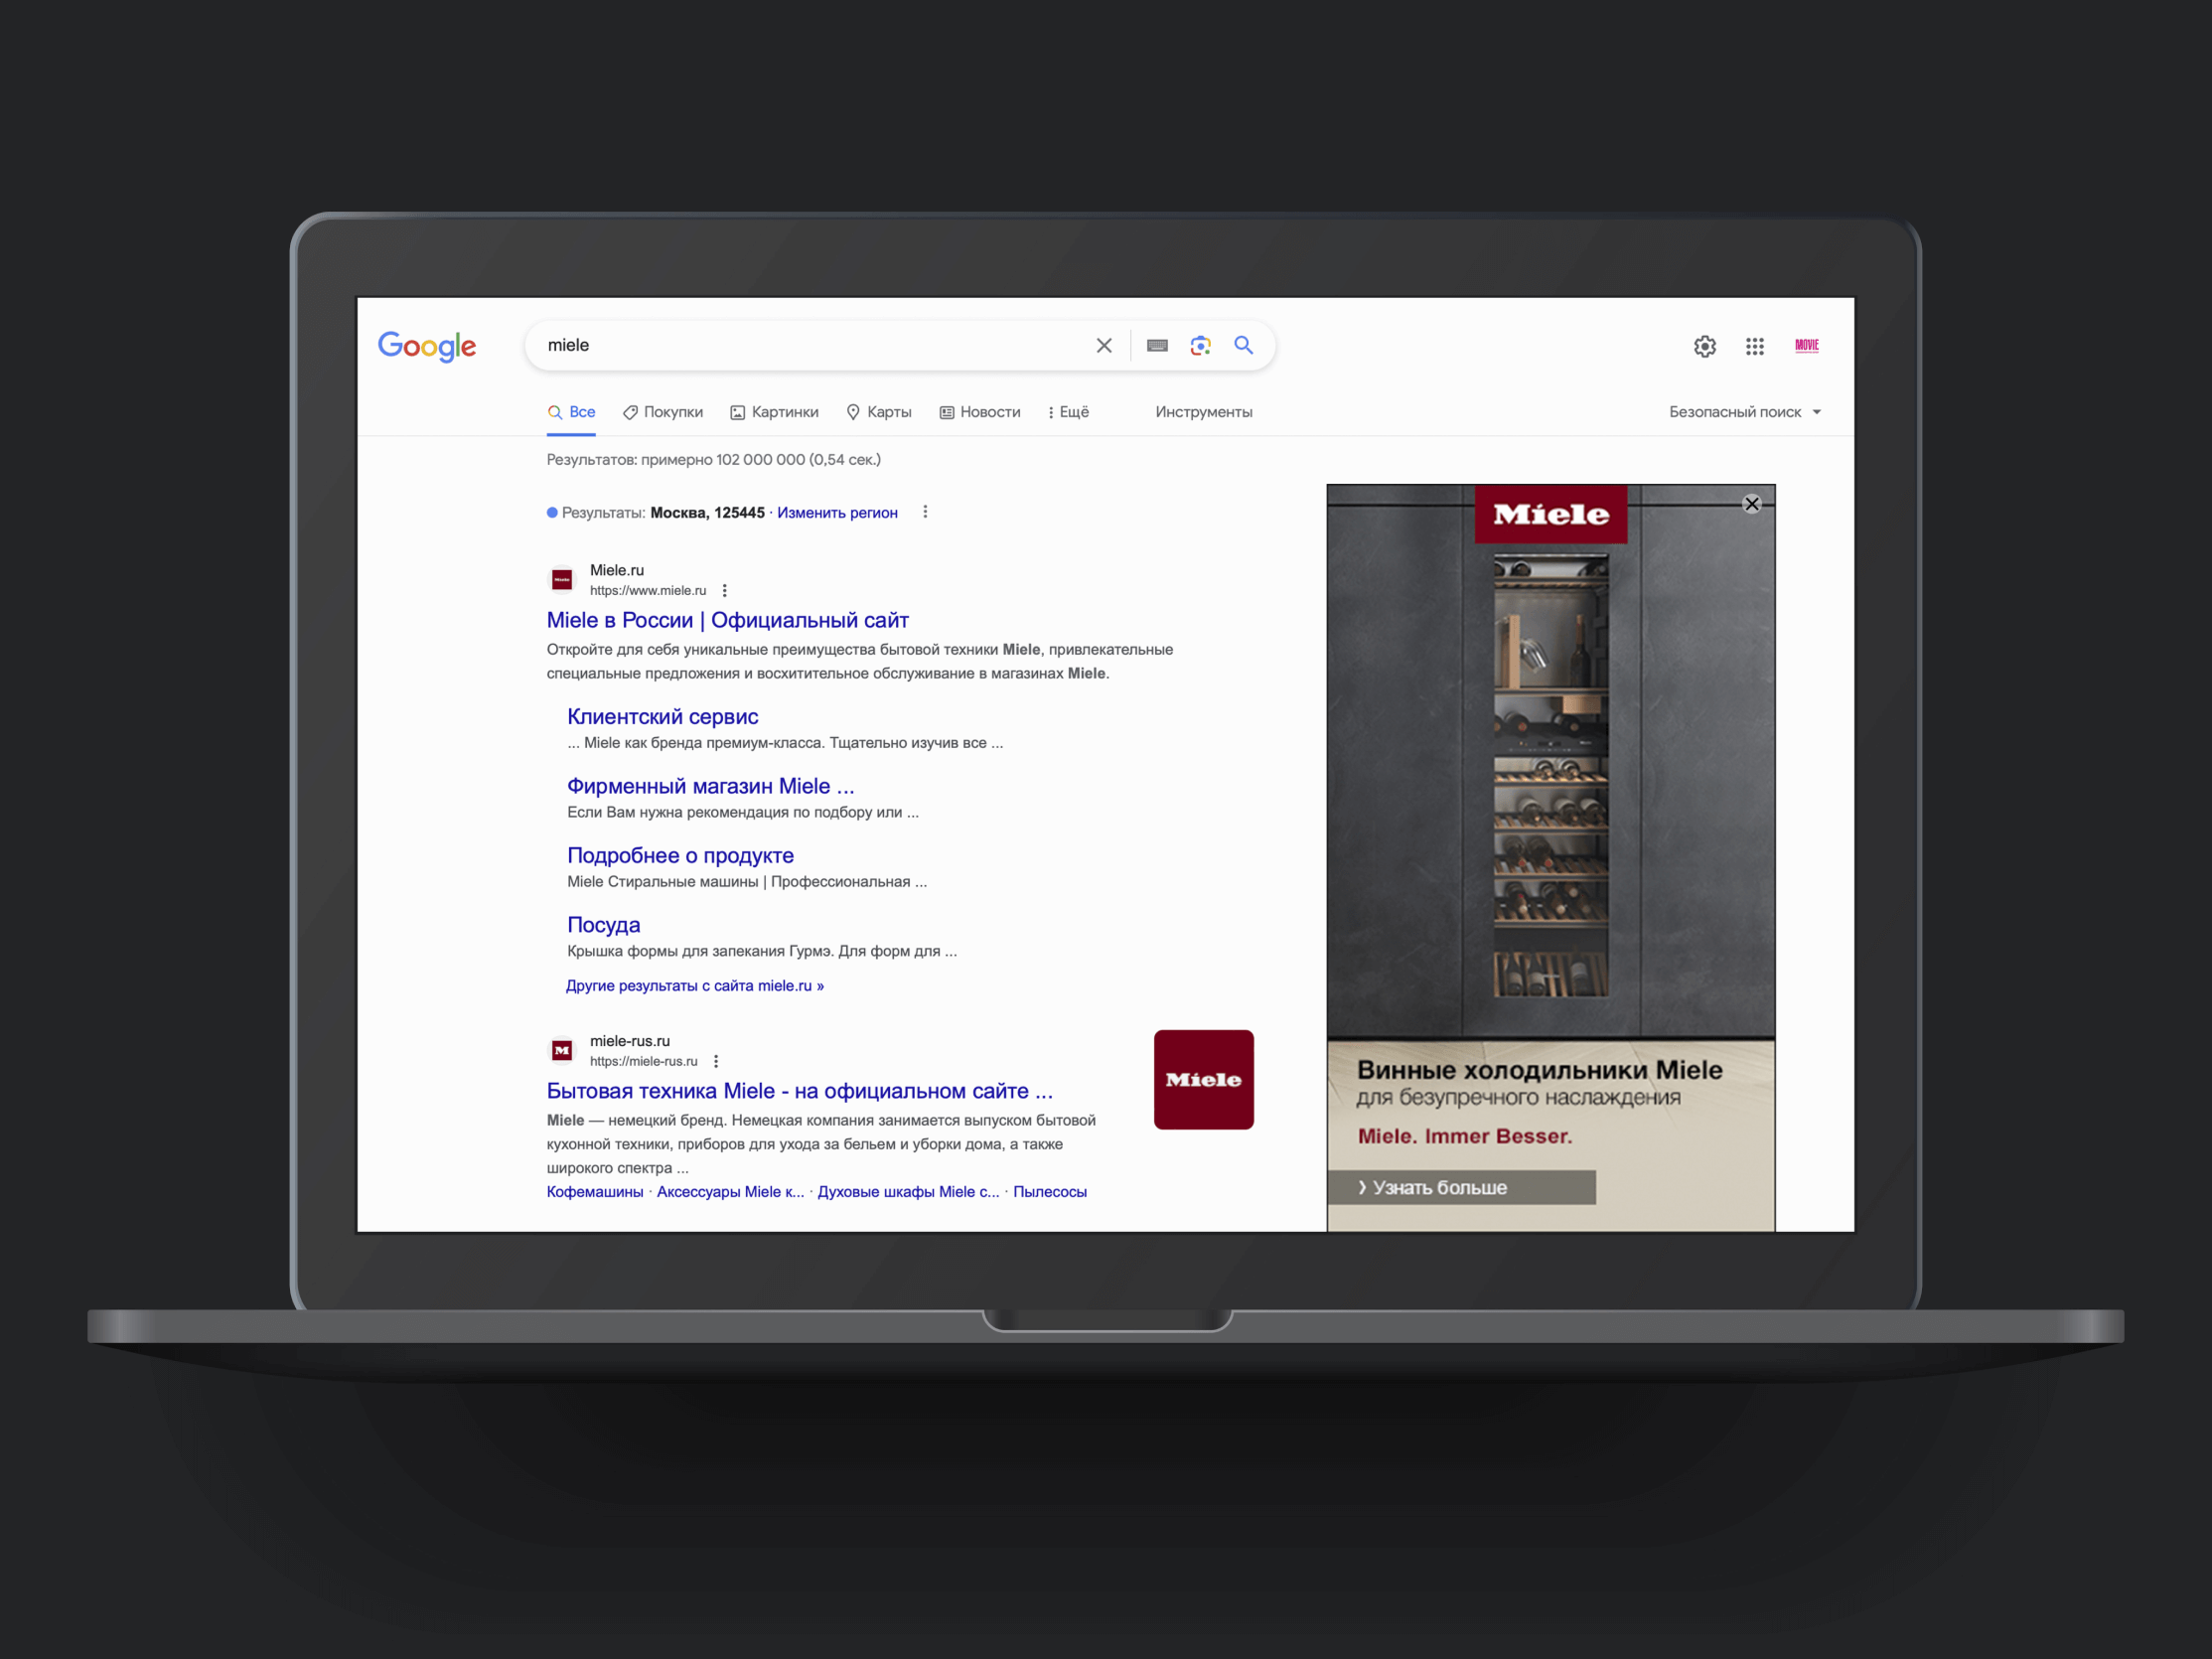 Google
miele
MOVIE
Все
Покупки
Картинки
Карты
Новости
Ещё
Инструменты
Безопасный поиск
Результатов: примерно 102 000 000 (0,54 сек.)
Результаты: Москва, 125445 · Изменить регион
Miele
Miele.ru
https://www.miele.ru
Miele в России | Официальный сайт
Откройте для себя уникальные преимущества бытовой техники Miele, привлекательные
специальные предложения и восхитительное обслуживание в магазинах Miele.
Клиентский сервис
... Miele как бренда премиум-класса. Тщательно изучив все ...
Фирменный магазин Miele ...
Если Вам нужна рекомендация по подбору или ...
Подробнее о продукте
Miele Стиральные машины | Профессиональная ...
Посуда
Крышка формы для запекания Гурмэ. Для форм для ...
Другие результаты с сайта miele.ru »
M
miele-rus.ru
https://miele-rus.ru
Бытовая техника Miele - на официальном сайте ...
Miele — немецкий бренд. Немецкая компания занимается выпуском бытовой
кухонной техники, приборов для ухода за бельем и уборки дома, а также
широкого спектра ...
Кофемашины · Аксессуары Miele к... · Духовые шкафы Miele с... · Пылесосы
Miele
Miele
Винные холодильники Miele
для безупречного наслаждения
Miele. Immer Besser.
❯ Узнать больше